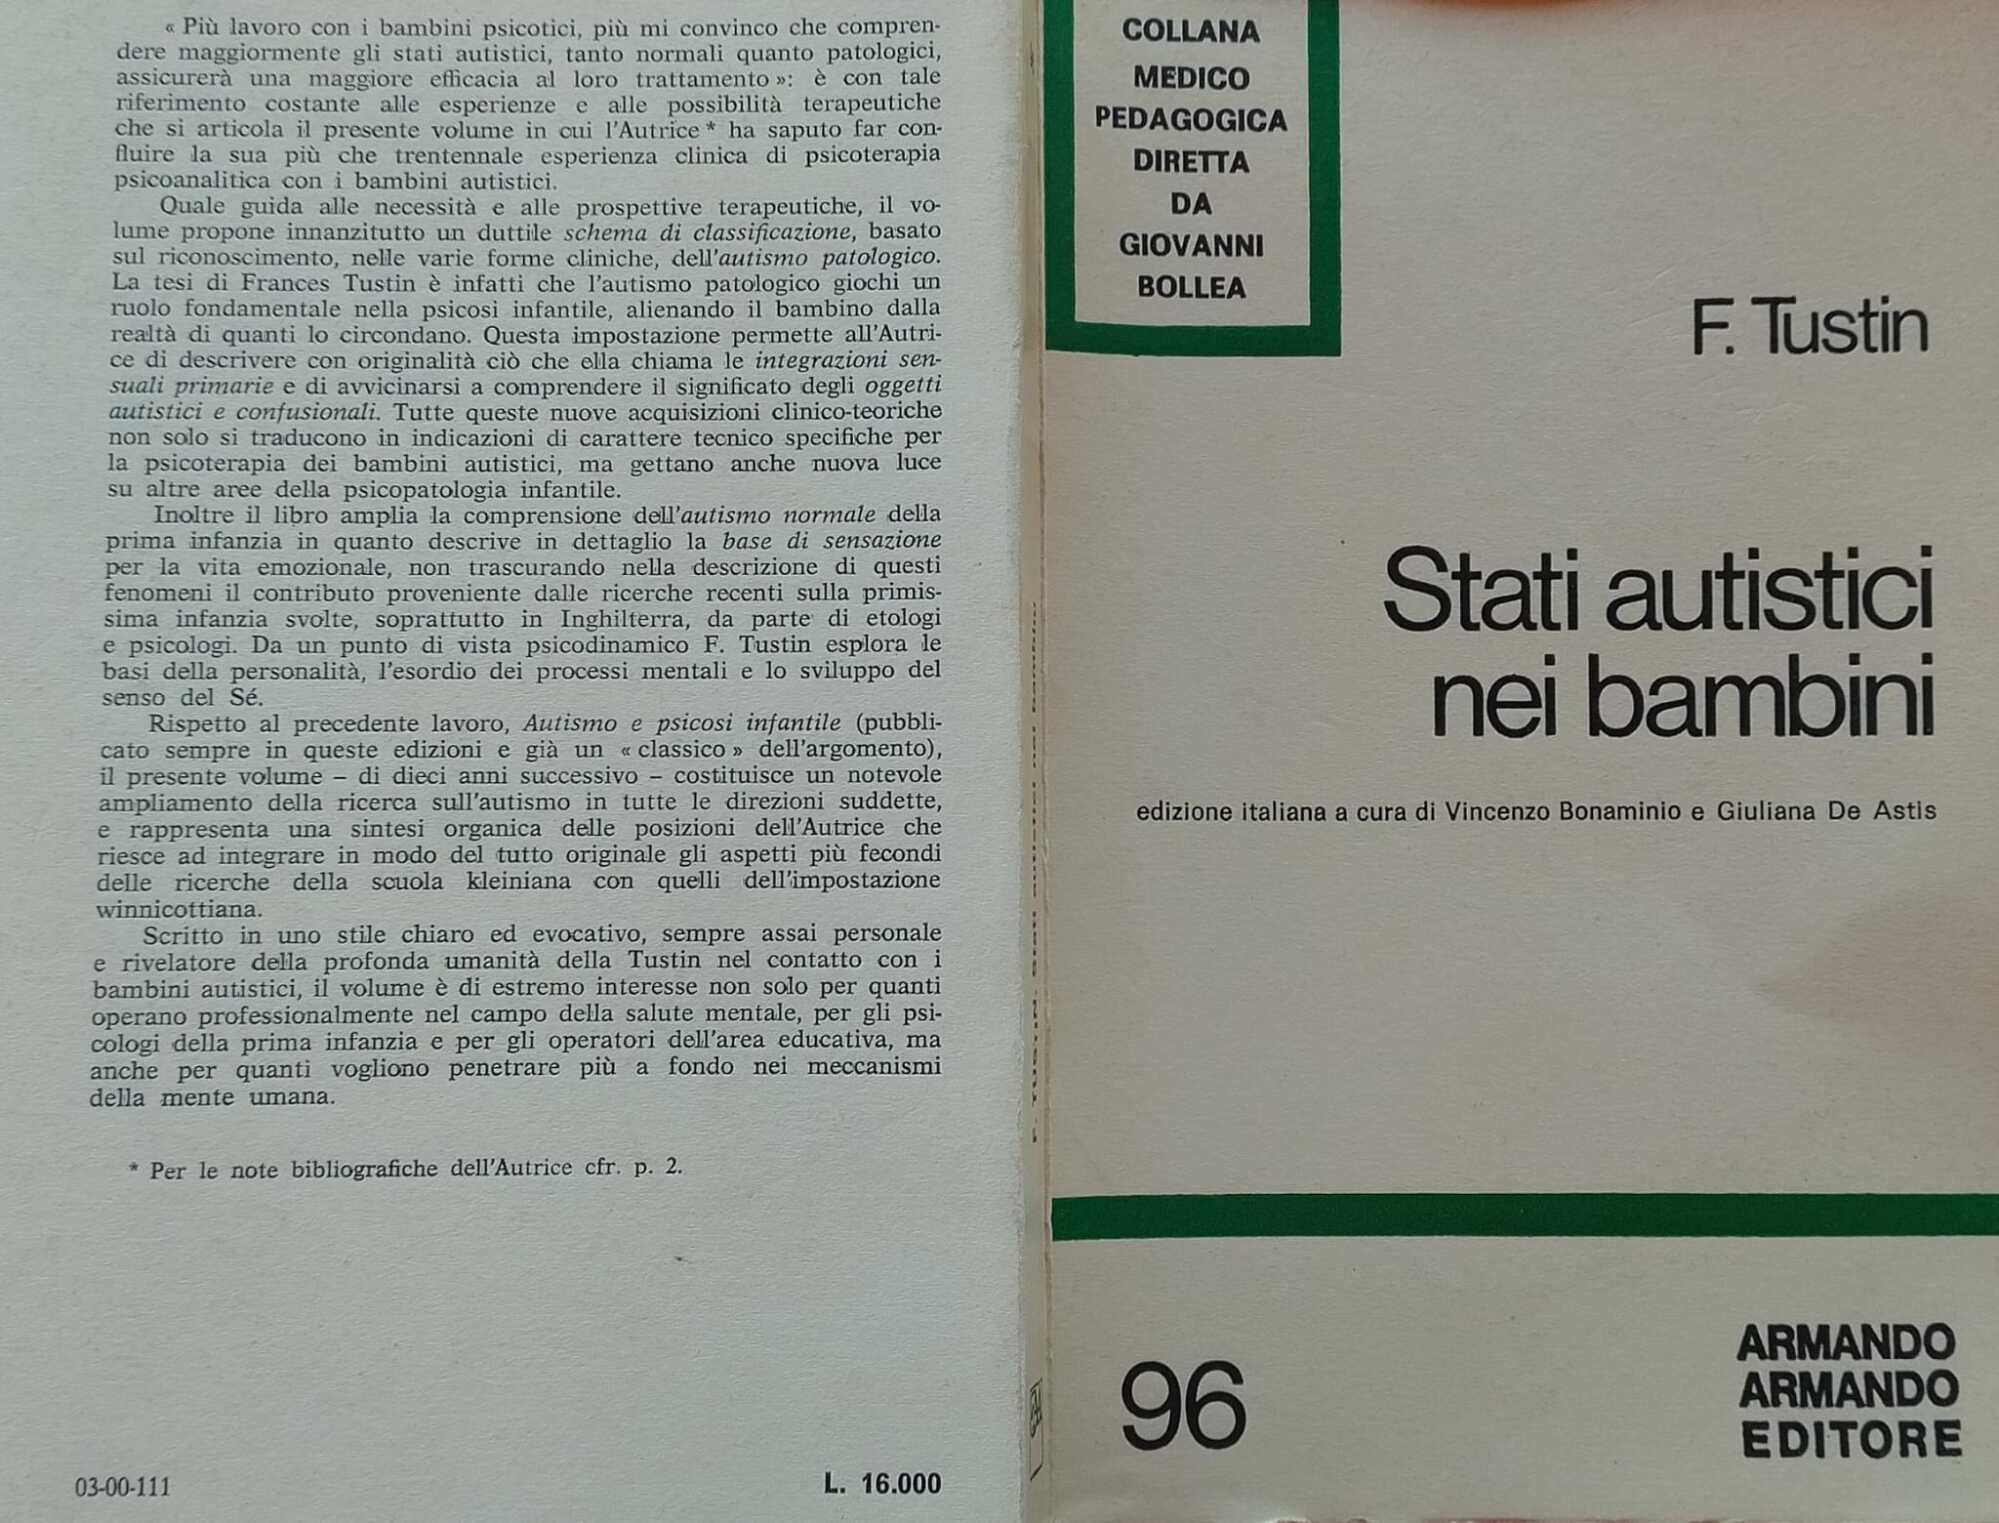 « Più lavoro con i bambini psicotici, più mi convinco che compren-
dere maggiormente gli stati autistici, tanto normali quanto patologici,
assicurerà una maggiore efficacia al loro trattamento »: è con tale
riferimento costante alle esperienze e alle possibilità terapeutiche
che si articola il presente volume in cui l'Autrice * ha saputo far con-
fluire la sua più che trentennale esperienza clinica di psicoterapia
psicoanalitica con i bambini autistici.
Quale guida alle necessità e alle prospettive terapeutiche, il vo-
lume propone innanzitutto un duttile schema di classificazione, basato
sul riconoscimento, nelle varie forme cliniche, dell'autismo patologico.
La tesi di Frances Tustin è infatti che l'autismo patologico giochi un
ruolo fondamentale nella psicosi infantile, alienando il bambino dalla
realtà di quanti lo circondano. Questa impostazione permette all'Autri-
ce di descrivere con originalità ciò che ella chiama le integrazioni sen-
suali primarie e di avvicinarsi a comprendere il significato degli oggetti
autistici e confusionali. Tutte queste nuove acquisizioni clinico-teoriche
non solo si traducono in indicazioni di carattere tecnico specifiche per
la psicoterapia dei bambini autistici, ma gettano anche nuova luce
su altre aree della psicopatologia infantile.
Inoltre il libro amplia la comprensione dell'autismo normale della
prima infanzia in quanto descrive in dettaglio la base di sensazione
per la vita emozionale, non trascurando nella descrizione di questi
fenomeni il contributo proveniente dalle ricerche recenti sulla primis-
sima infanzia svolte, soprattutto in Inghilterra, da parte di etologi
e psicologi. Da un punto di vista psicodinamico F. Tustin esplora le
basi della personalità, l'esordio dei processi mentali e lo sviluppo del
senso del Sé.
Rispetto al precedente lavoro, Autismo e psicosi infantile (pubbli-
cato sempre in queste edizioni e già un « classico » dell'argomento),
il presente volume – di dieci anni successivo – costituisce un notevole
ampliamento della ricerca sull'autismo in tutte le direzioni suddette,
e rappresenta una sintesi organica delle posizioni dell'Autrice che
riesce ad integrare in modo del tutto originale gli aspetti più fecondi
delle ricerche della scuola kleiniana con quelli dell'impostazione
winnicottiana.
Scritto in uno stile chiaro ed evocativo, sempre assai personale
e rivelatore della profonda umanità della Tustin nel contatto con i
bambini autistici, il volume è di estremo interesse non solo per quanti
operano professionalmente nel campo della salute mentale, per gli psi-
cologi della prima infanzia e per gli operatori dell'area educativa, ma
anche per quanti vogliono penetrare più a fondo nei meccanismi
della mente umana.
* Per le note bibliografiche dell'Autrice cfr. p. 2.
03-00-111
L. 16.000
F. TUSTIN. Stati autistici nei bambini
COLLANA
MEDICO
PEDAGOGICA
DIRETTA
DA
GIOVANNI
BOLLEA
F. Tustin
Stati autistici
nei bambini
edizione italiana a cura di Vincenzo Bonaminio e Giuliana De Astis
96
ARMANDO
ARMANDO
EDITORE